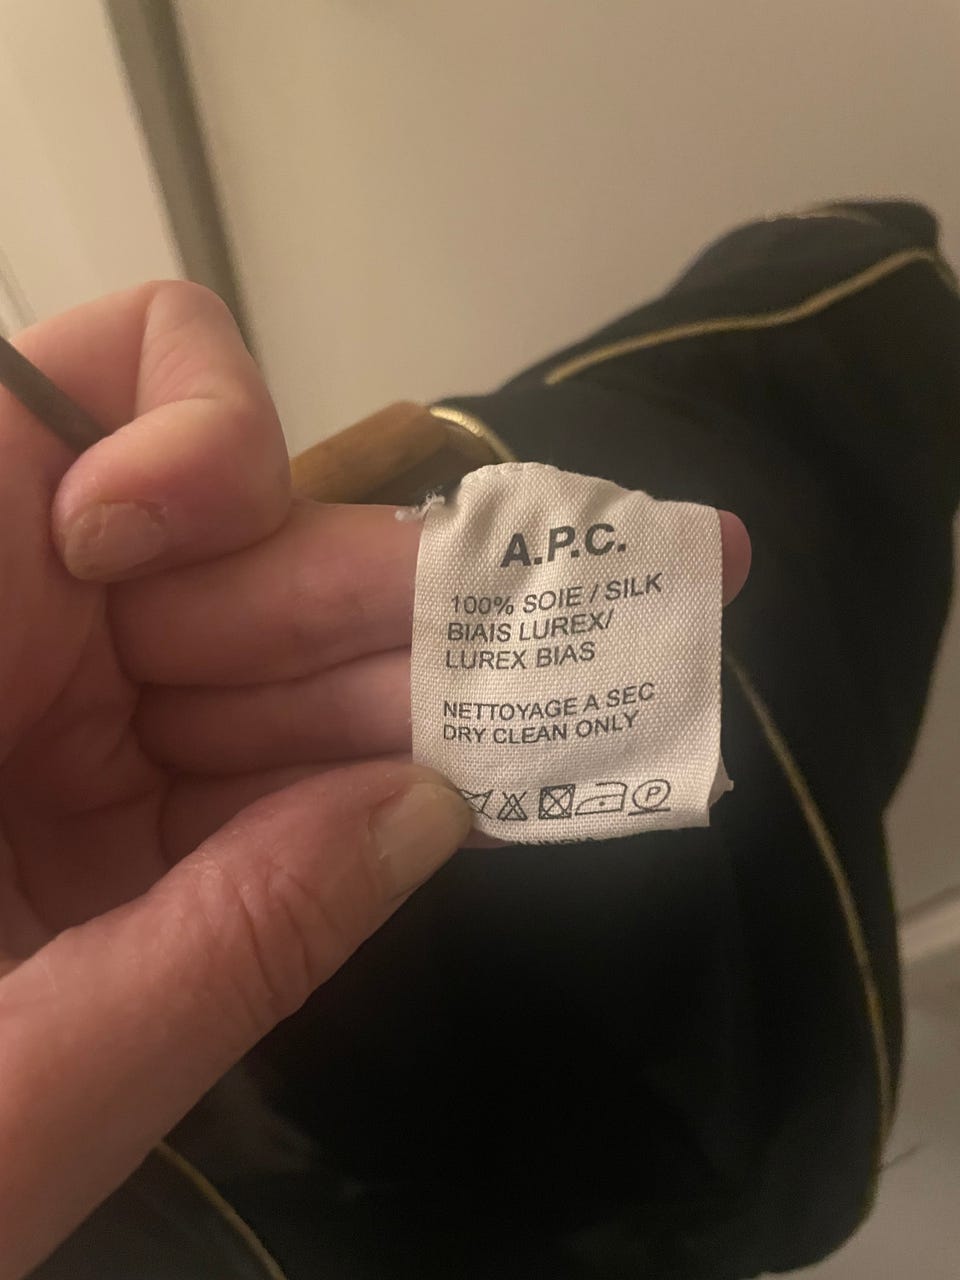 A.P.C.
100% SOIE / SILK
BIAIS LUREX/
LUREX BIAS
NETTOYAGE A SEC
DRY CLEAN ONLY
P